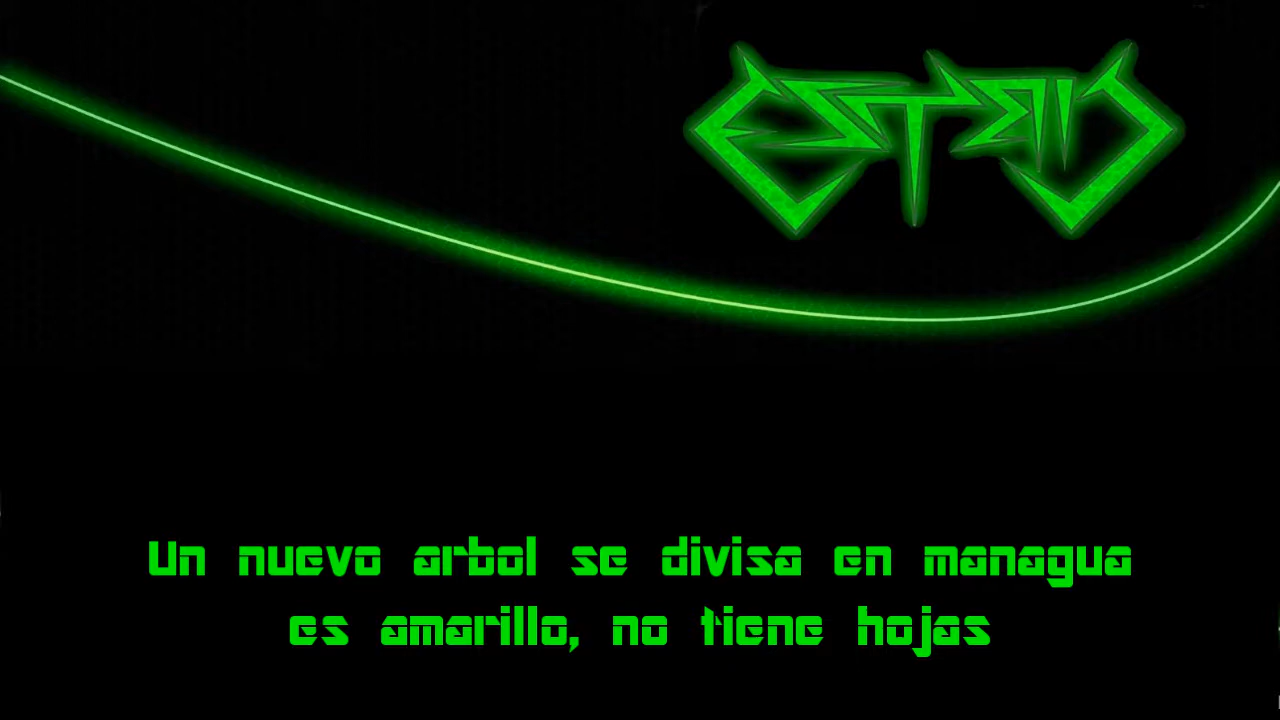 Un nuevo arbol se divisa en managua
es amarillo, no tiene hojas